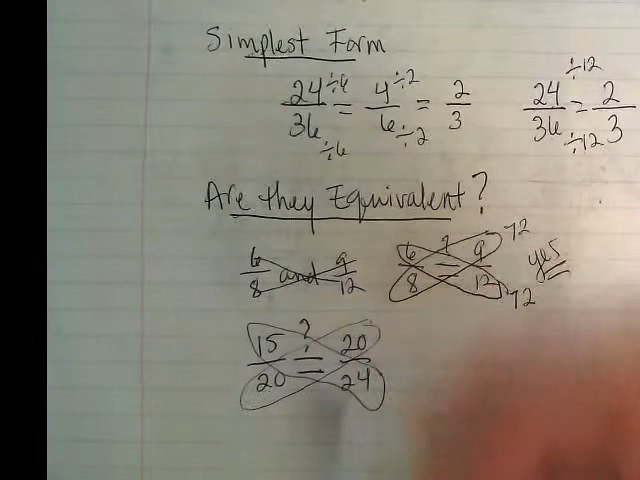 Simplest Form
24/36 ÷6/÷6 = 4/6 ÷2/÷2 = 2/3   24/36 ÷12/÷12 = 2/3
Are they Equivalent?
6/8 and 9/12   6/8 ?= 9/12 72 72 yes
15/20 ?= 20/24